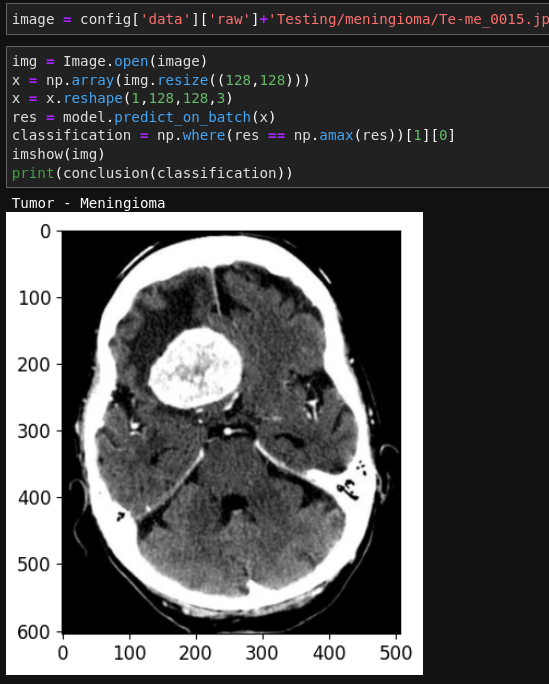 image = config['data']['raw']+'Testing/meningioma/Te-me_0015.jp
img = Image.open(image)
x = np.array(img.resize((128,128)))
x = x.reshape(1,128,128,3)
res = model.predict_on_batch(x)
classification = np.where(res == np.amax(res))[1][0]
imshow(img)
print(conclusion(classification))
Tumor - Meningioma
0
100
200
300
400
500
600
0 100 200 300 400 500